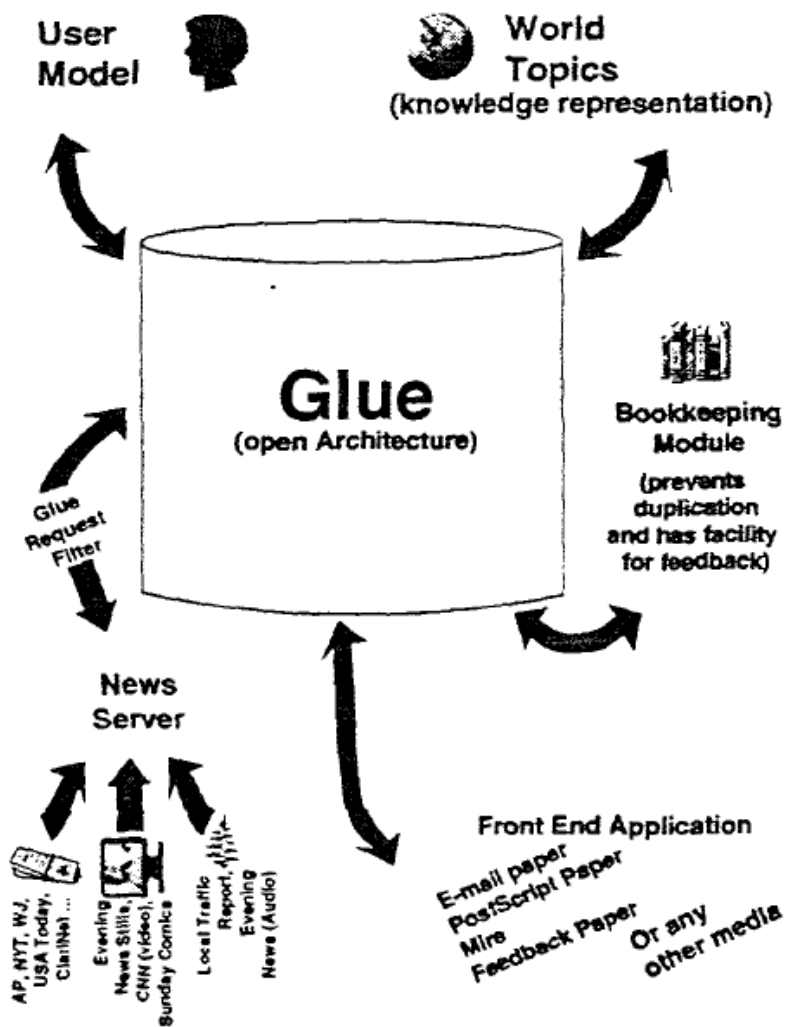 User
Model
World
Topics
(knowledge representation)
Glue
(open Architecture)
Bookkeeping
Module
(prevents
duplication
and has facility
for feedback)
Glue
Request
Filter
News
Server
AP, NYT, WJ,
USA Today,
ClariNet ...
Evening
News Stills,
CNN (video),
Sunday Comics
Local Traffic
Report,
Evening
News (Audio)
Front End Application
E-mail paper
PostScript Paper
Mire
Feedback Paper
Or any
other media